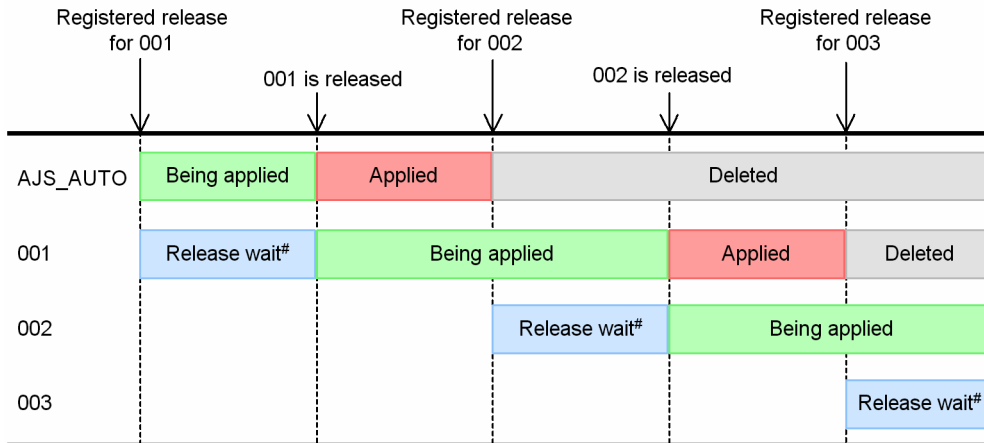 Registered release
for 001
Registered release
for 002
Registered release
for 003
001 is released
002 is released
AJS_AUTO
Being applied
Applied
Deleted
001
Release wait#
Being applied
Applied
Deleted
002
Release wait#
Being applied
003
Release wait#